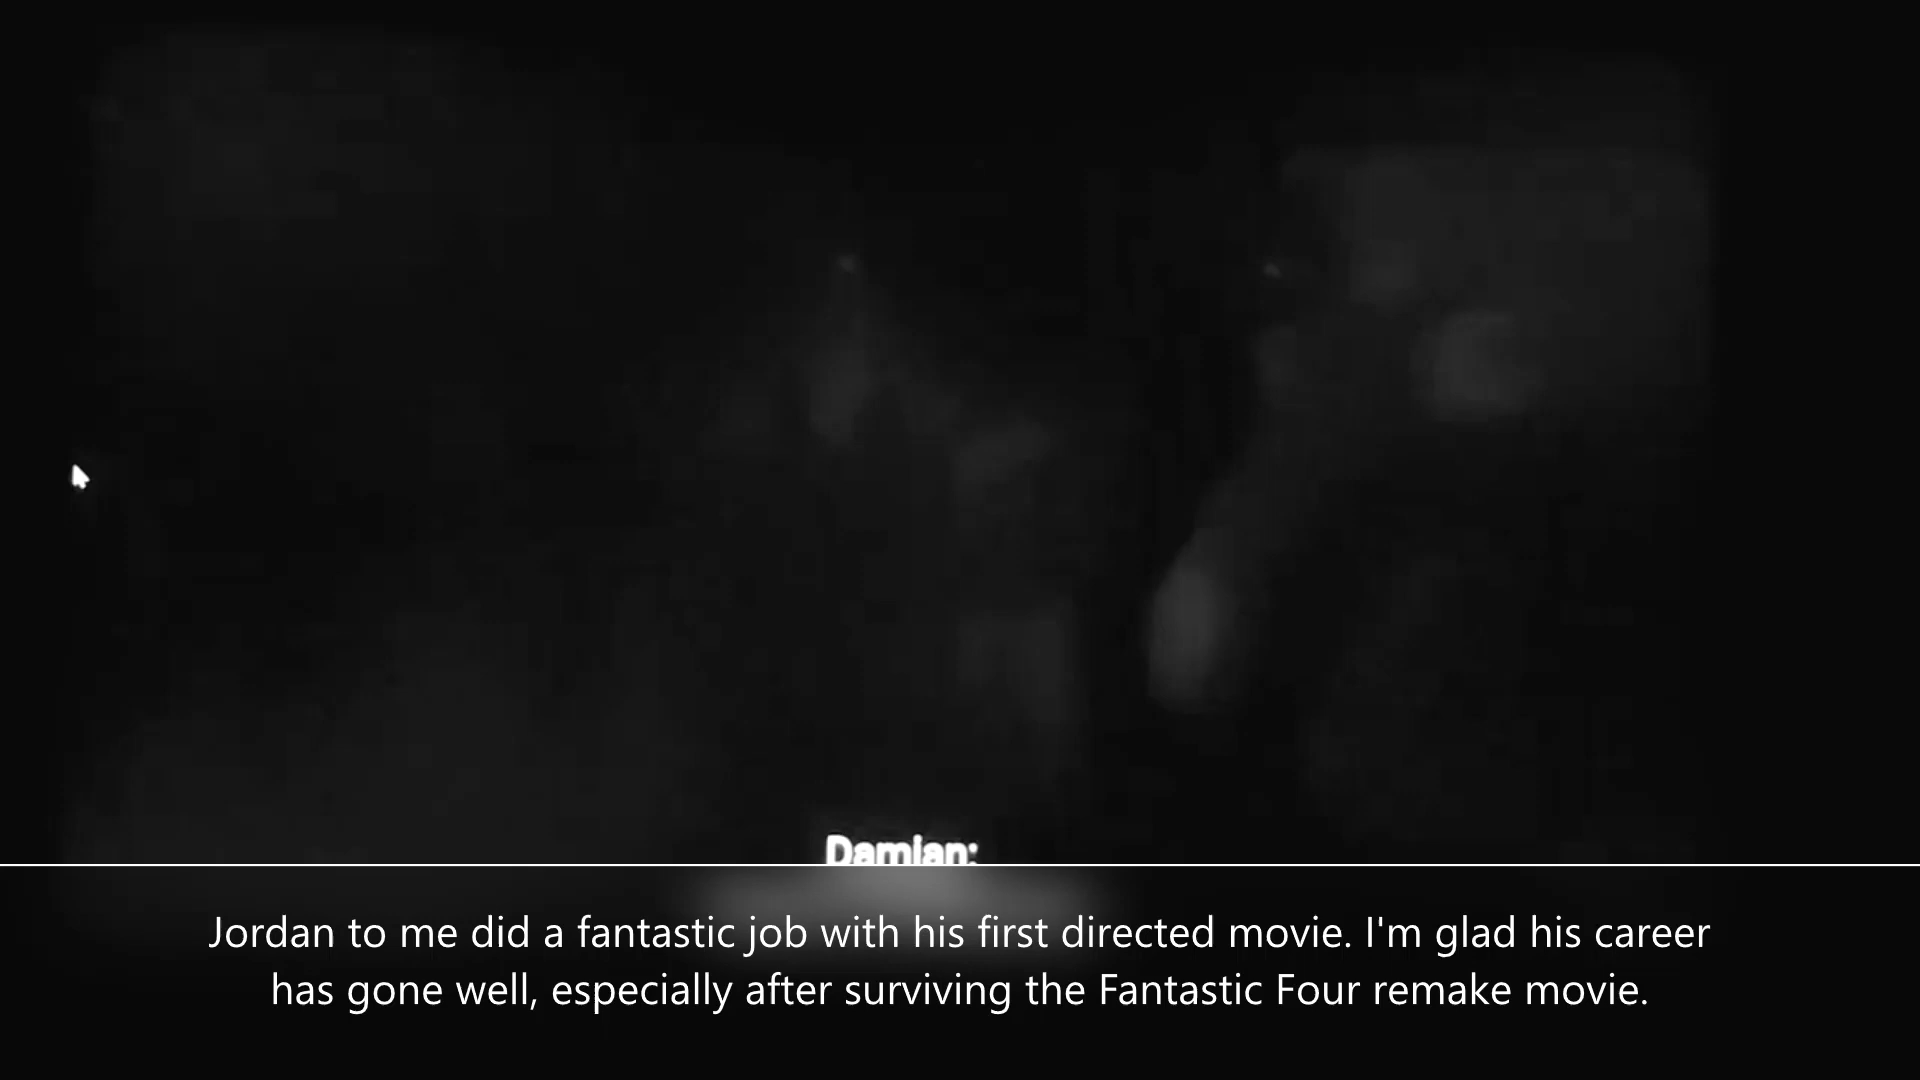 Damian:
Jordan to me did a fantastic job with his first directed movie. I'm glad his career
has gone well, especially after surviving the Fantastic Four remake movie.